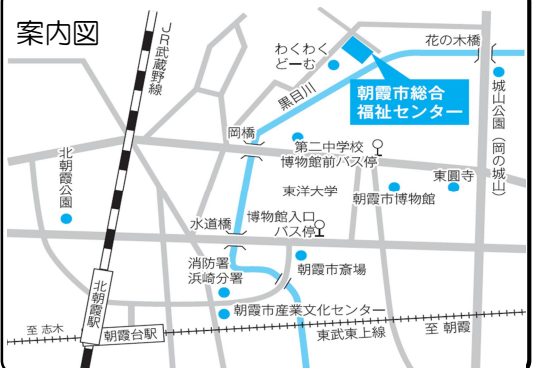 案内図
JR武蔵野線
わくわく
どーむ
花の木橋
黒目川
朝霞市総合
福祉センター
城山公園(岡の城山)
岡橋
第二中学校
博物館前バス停
北朝霞公園
東洋大学
朝霞市博物館
東圓寺
水道橋
博物館入口
バス停
消防署
浜崎分署
朝霞市斎場
北朝霞駅
朝霞市産業文化センター
至 志木
朝霞台駅
東武東上線
至 朝霞